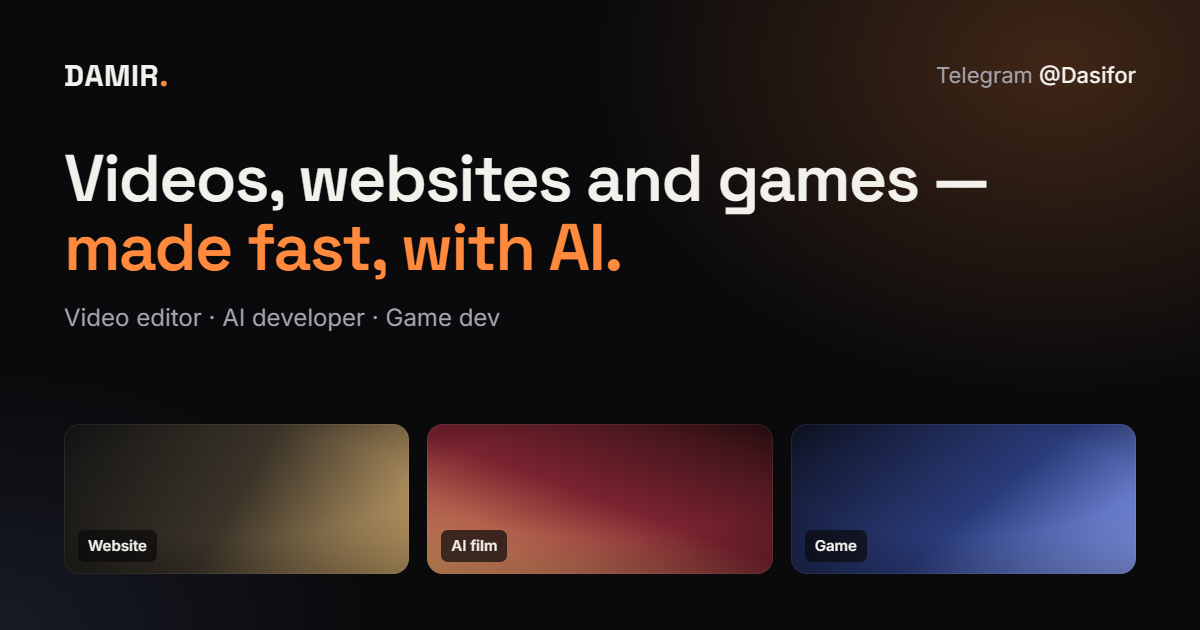 DAMIR.
Telegram @Dasifor
Videos, websites and games —
made fast, with AI.
Video editor · AI developer · Game dev
Website
AI film
Game